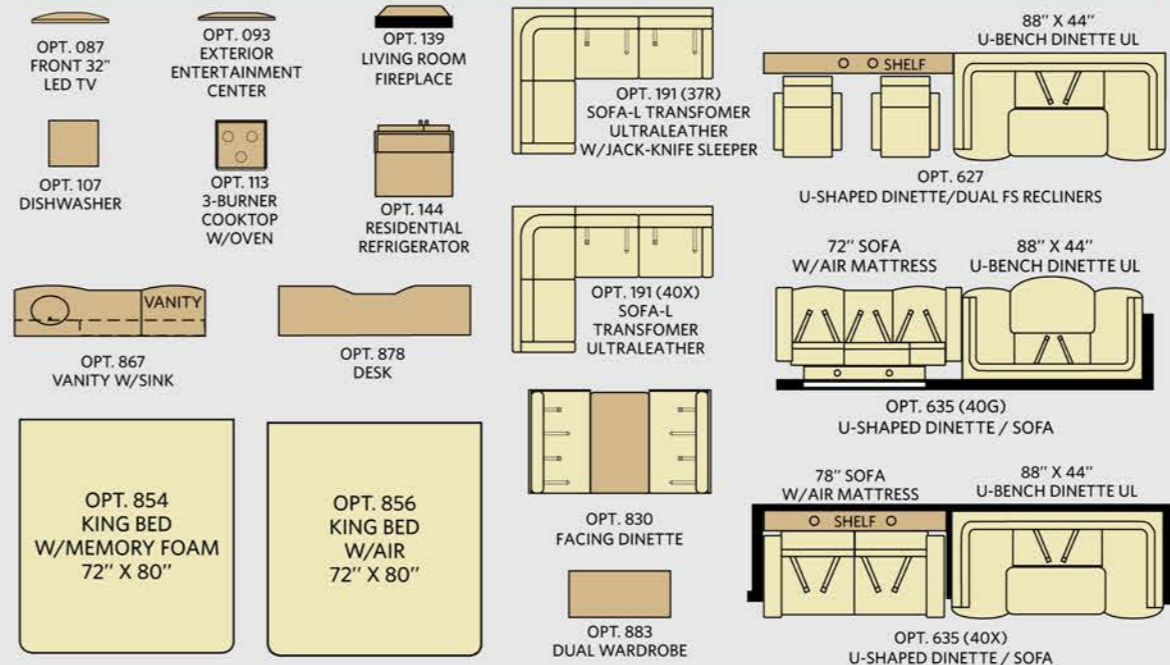 OPT. 087
FRONT 32"
LED TV
OPT. 093
EXTERIOR
ENTERTAINMENT
CENTER
OPT. 139
LIVING ROOM
FIREPLACE
OPT. 107
DISHWASHER
OPT. 113
3-BURNER
COOKTOP
W/OVEN
OPT. 144
RESIDENTIAL
REFRIGERATOR
VANITY
OPT. 867
VANITY W/SINK
OPT. 878
DESK
OPT. 854
KING BED
W/MEMORY FOAM
72" X 80"
OPT. 856
KING BED
W/AIR
72" X 80"
OPT. 191 (37R)
SOFA-L TRANSFOMER
ULTRALEATHER
W/JACK-KNIFE SLEEPER
OPT. 191 (40X)
SOFA-L
TRANSFOMER
ULTRALEATHER
OPT. 830
FACING DINETTE
OPT. 883
DUAL WARDROBE
88" X 44"
U-BENCH DINETTE UL
SHELF
OPT. 627
U-SHAPED DINETTE/DUAL FS RECLINERS
72" SOFA
W/AIR MATTRESS
88" X 44"
U-BENCH DINETTE UL
OPT. 635 (40G)
U-SHAPED DINETTE / SOFA
78" SOFA
W/AIR MATTRESS
88" X 44"
U-BENCH DINETTE UL
SHELF
OPT. 635 (40X)
U-SHAPED DINETTE / SOFA